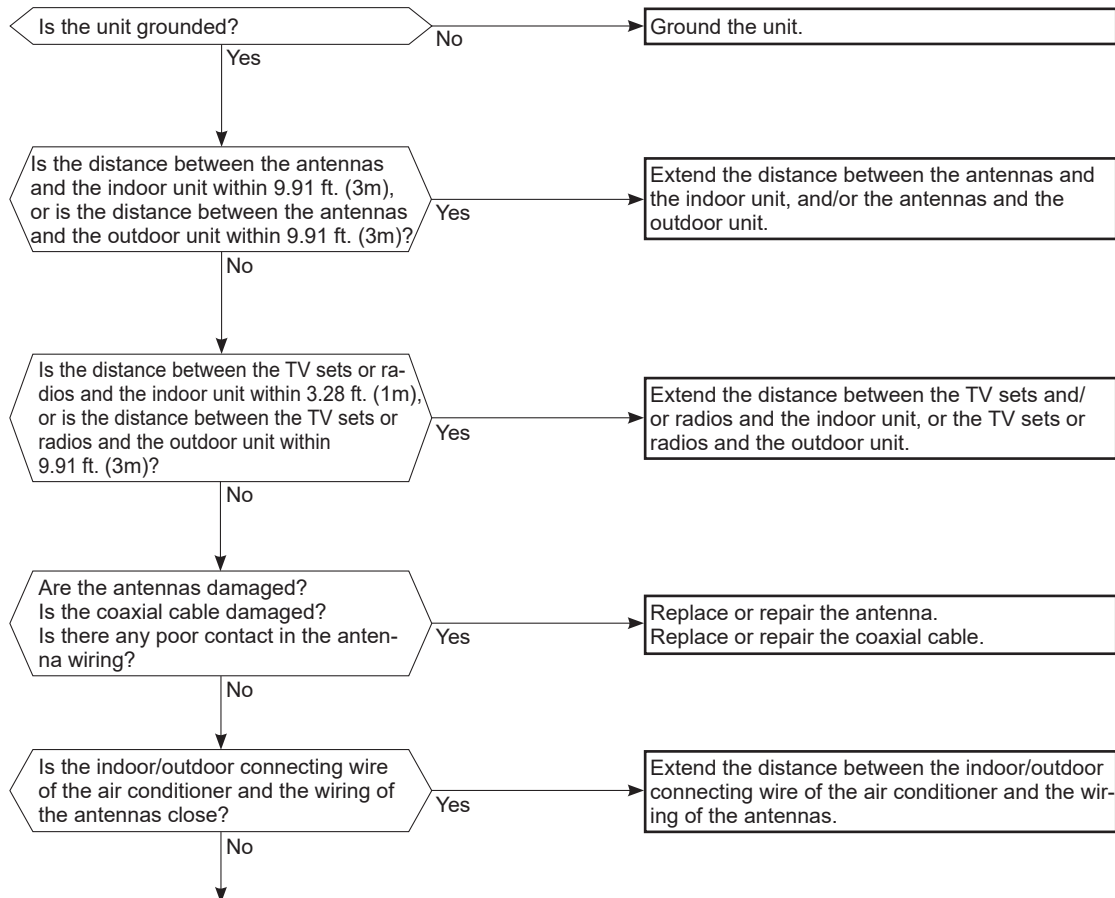 Is the unit grounded?
No
Ground the unit.
Yes
Is the distance between the antennas
and the indoor unit within 9.91 ft. (3m),
or is the distance between the antennas
and the outdoor unit within 9.91 ft. (3m)?
Yes
Extend the distance between the antennas and
the indoor unit, and/or the antennas and the
outdoor unit.
No
Is the distance between the TV sets or ra-
dios and the indoor unit within 3.28 ft. (1m),
or is the distance between the TV sets or
radios and the outdoor unit within
9.91 ft. (3m)?
Yes
Extend the distance between the TV sets and/
or radios and the indoor unit, or the TV sets or
radios and the outdoor unit.
No
Are the antennas damaged?
Is the coaxial cable damaged?
Is there any poor contact in the anten-
na wiring?
Yes
Replace or repair the antenna.
Replace or repair the coaxial cable.
No
Is the indoor/outdoor connecting wire
of the air conditioner and the wiring of
the antennas close?
Yes
Extend the distance between the indoor/outdoor
connecting wire of the air conditioner and the wir-
ing of the antennas.
No